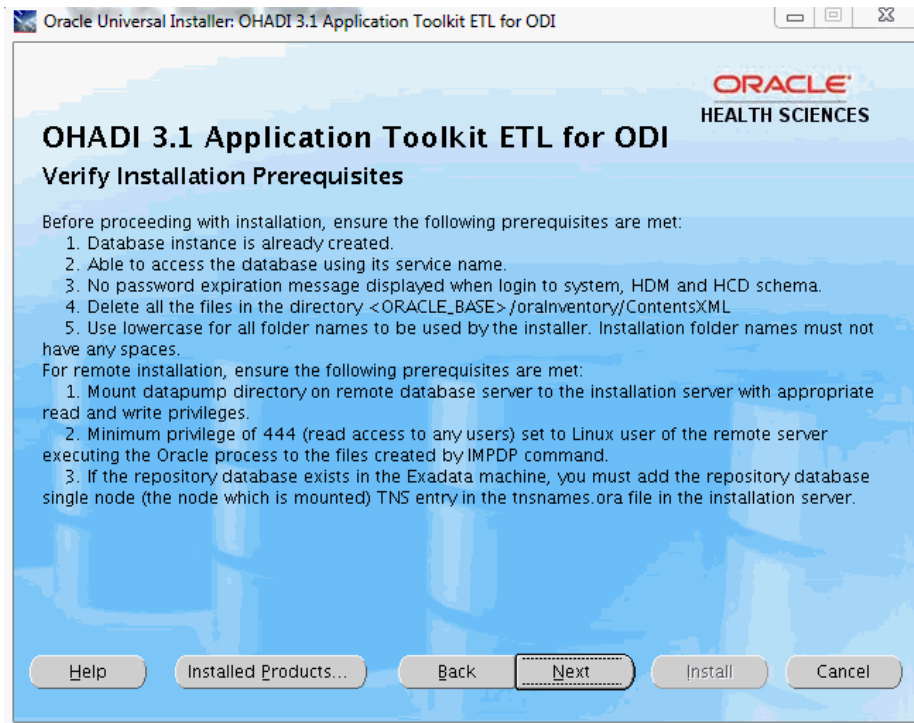 Oracle Universal Installer: OHADI 3.1 Application Toolkit ETL for ODI
ORACLE
HEALTH SCIENCES
OHADI 3.1 Application Toolkit ETL for ODI
Verify Installation Prerequisites
Before proceeding with installation, ensure the following prerequisites are met:
1. Database instance is already created.
2. Able to access the database using its service name.
3. No password expiration message displayed when login to system, HDM and HCD schema.
4. Delete all the files in the directory <ORACLE_BASE>/oraInventory/ContentsXML
5. Use lowercase for all folder names to be used by the installer. Installation folder names must not
have any spaces.
For remote installation, ensure the following prerequisites are met:
1. Mount datapump directory on remote database server to the installation server with appropriate
read and write privileges.
2. Minimum privilege of 444 (read access to any users) set to Linux user of the remote server
executing the Oracle process to the files created by IMPDP command.
3. If the repository database exists in the Exadata machine, you must add the repository database
single node (the node which is mounted) TNS entry in the tnsnames.ora file in the installation server.
Help Installed Products... Back Next Install Cancel